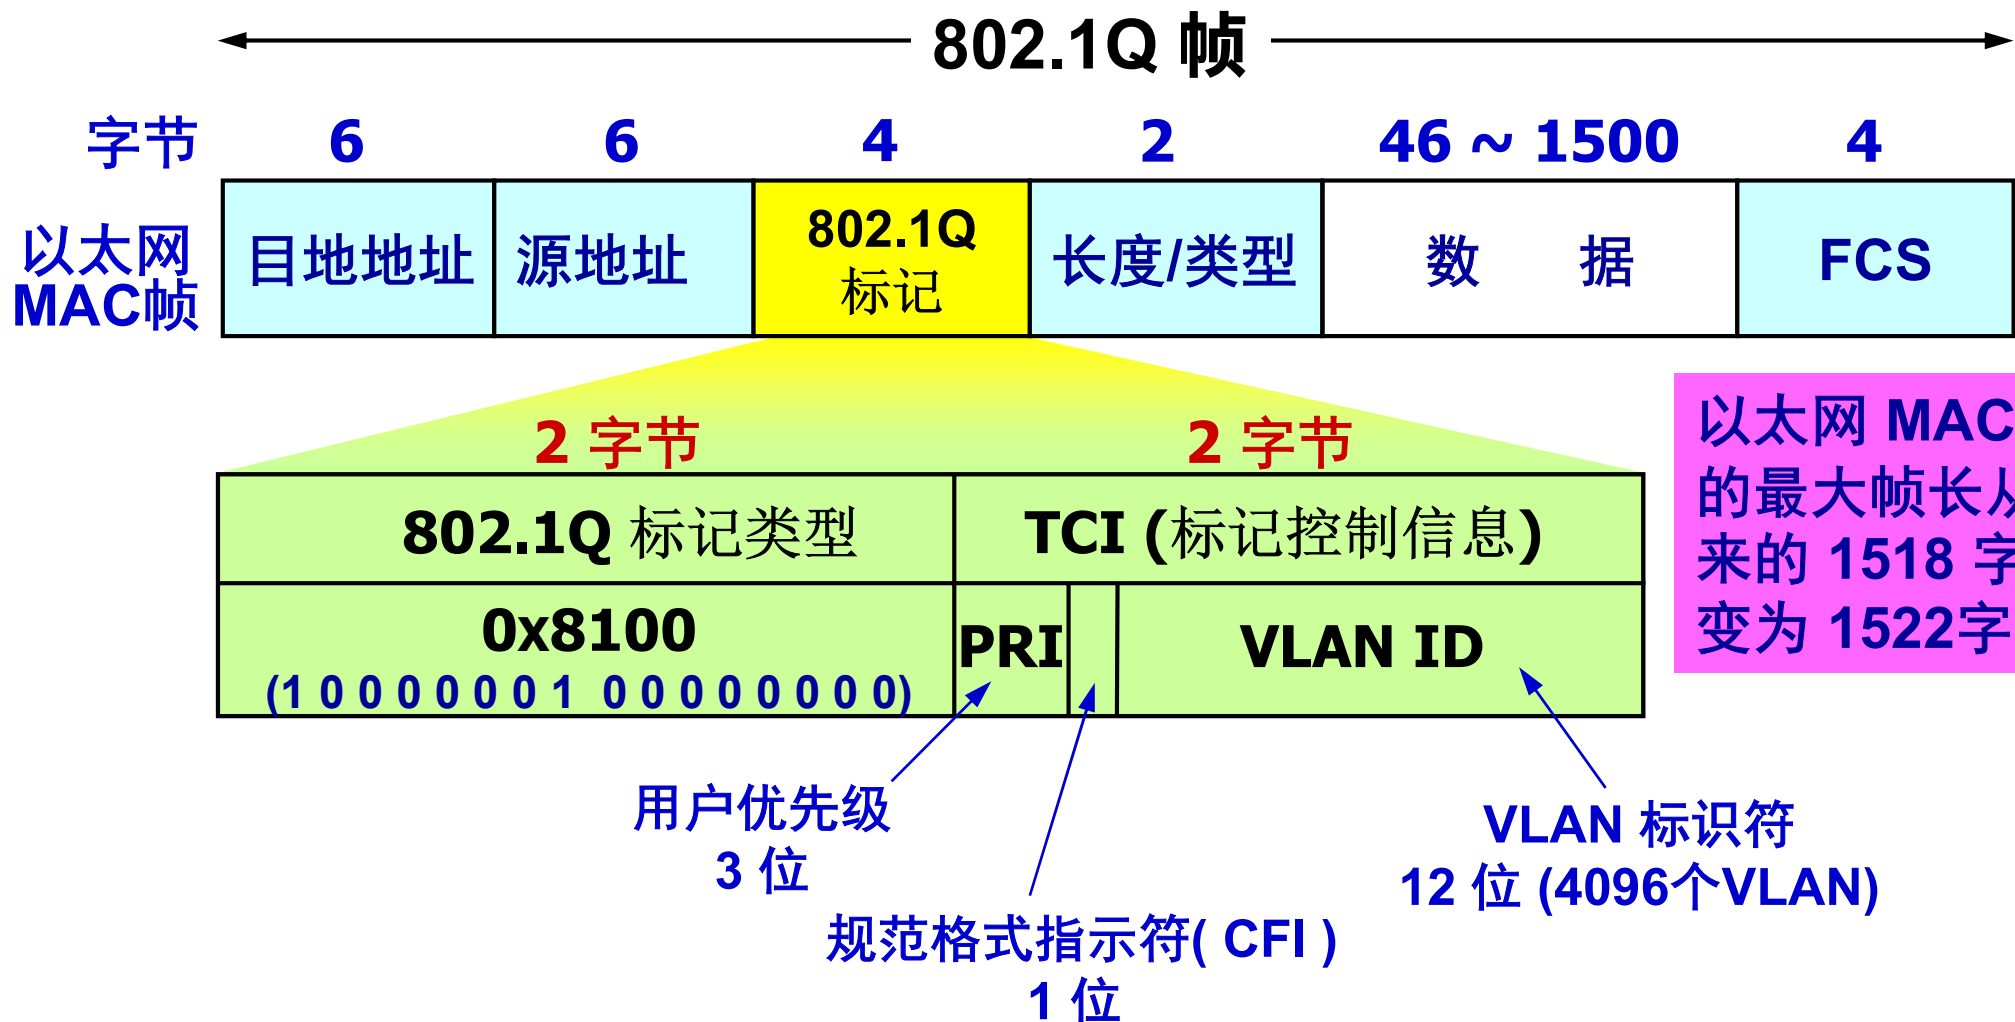 802.1Q 帧
字节 6 6 4 2 46 ~ 1500 4
以太网
MAC帧
目地地址 源地址 802.1Q
标记
长度/类型 数 据 FCS
2 字节 2 字节
802.1Q 标记类型 TCI (标记控制信息)
0x8100
(1 0 0 0 0 0 0 1 0 0 0 0 0 0 0 0)
PRI VLAN ID
以太网 MAC
的最大帧长从
来的 1518 字
变为 1522字
用户优先级
3 位
规范格式指示符( CFI )
1 位
VLAN 标识符
12 位 (4096个VLAN)